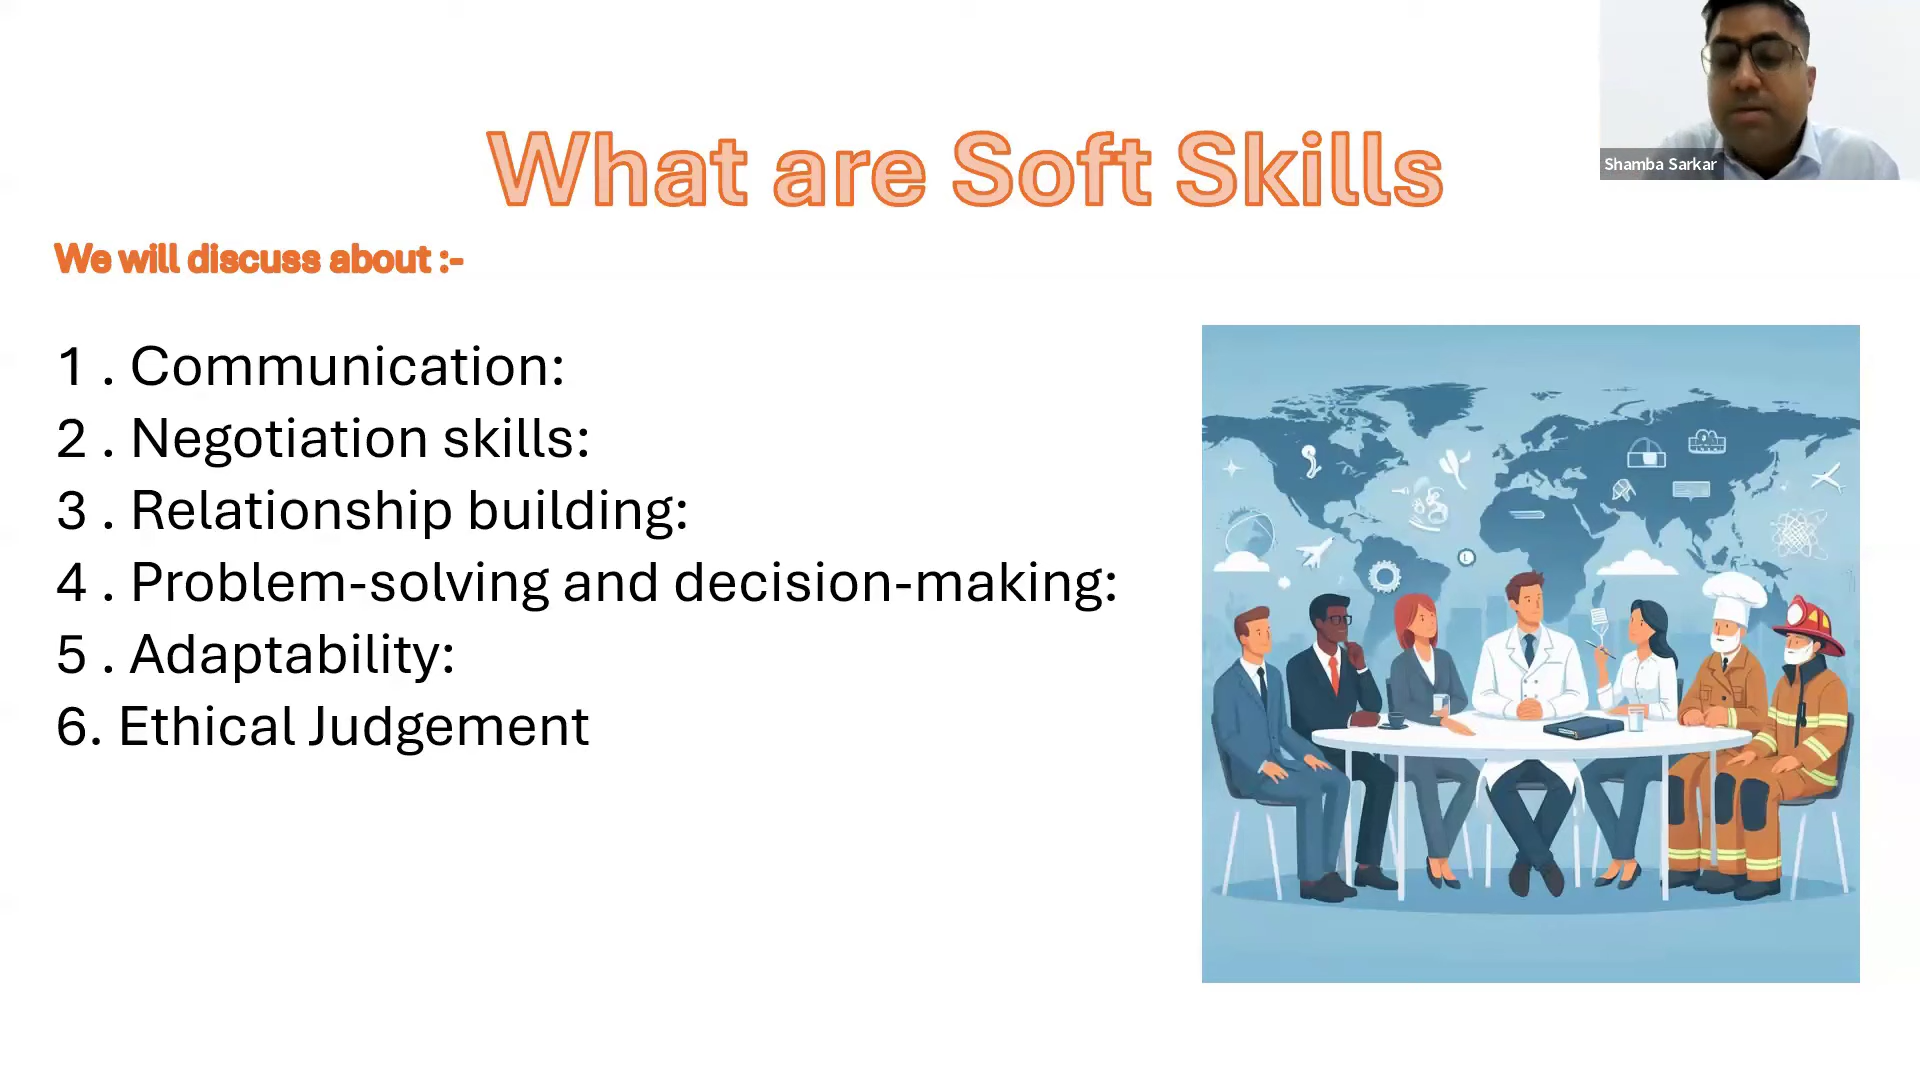 What are Soft Skills
Shamba Sarkar
We will discuss about :-
1 . Communication:
2 . Negotiation skills:
3 . Relationship building:
4 . Problem-solving and decision-making:
5 . Adaptability:
6. Ethical Judgement